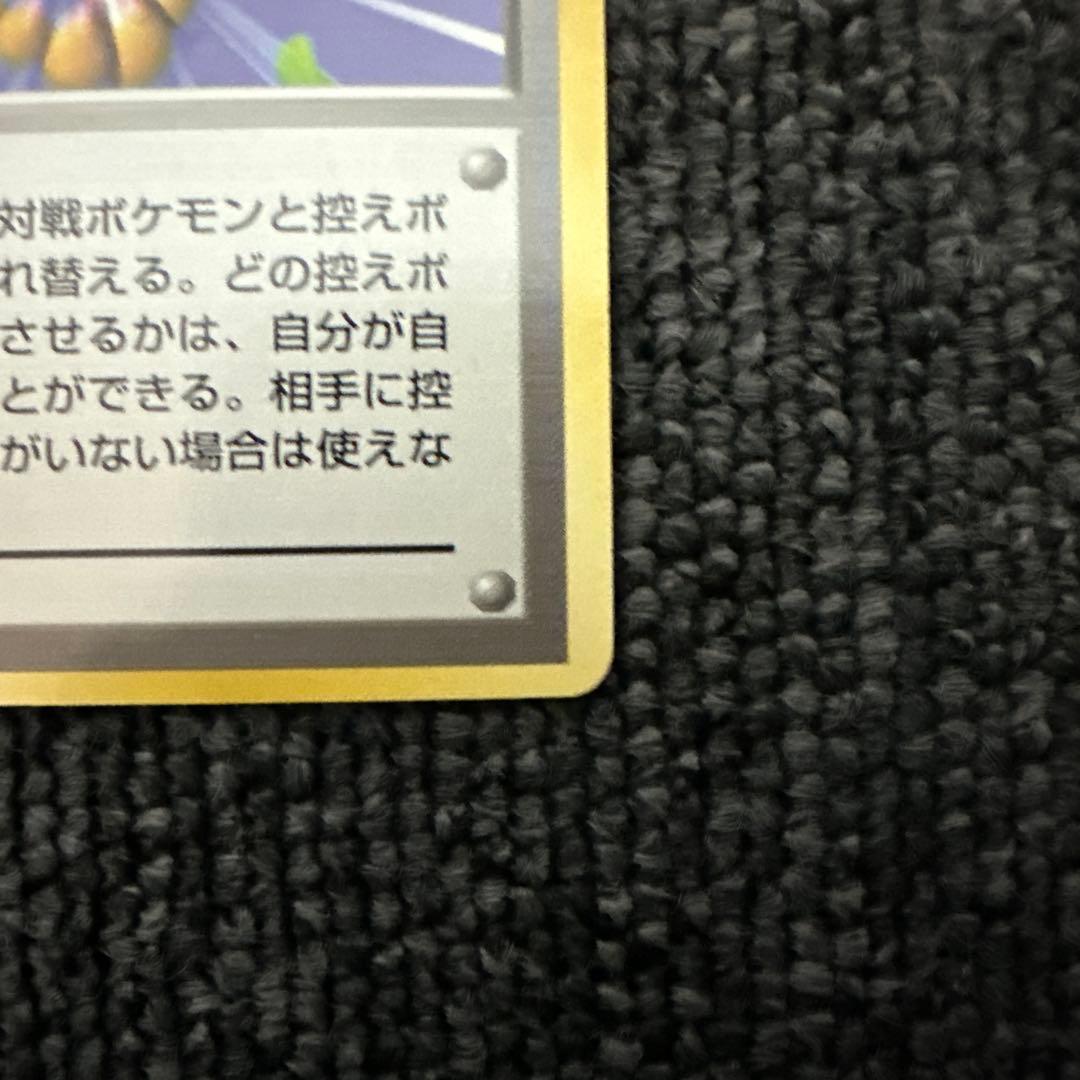 対戦ポケモンと控えポ
れ替える。どの控えポ
させるかは、自分が自
とができる。相手に控
がいない場合は使えな